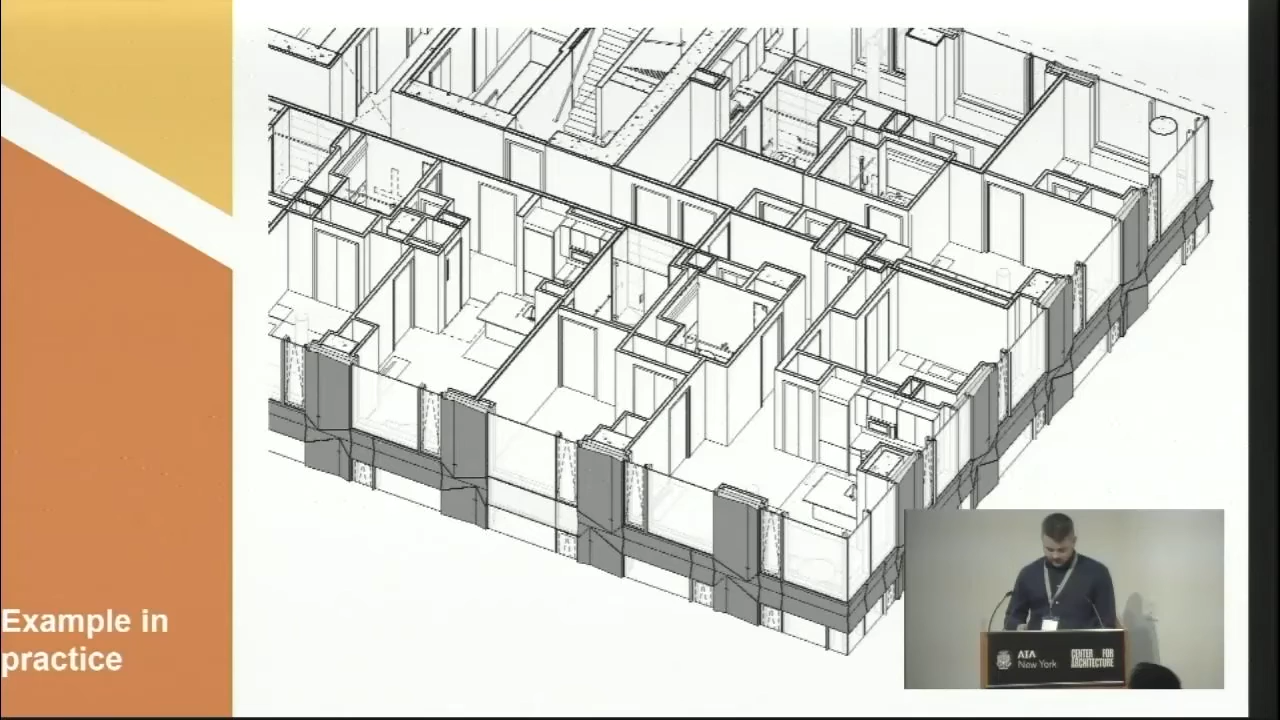 Example in
practice
AIA
New York
CENTER FOR
ARCHITECTURE